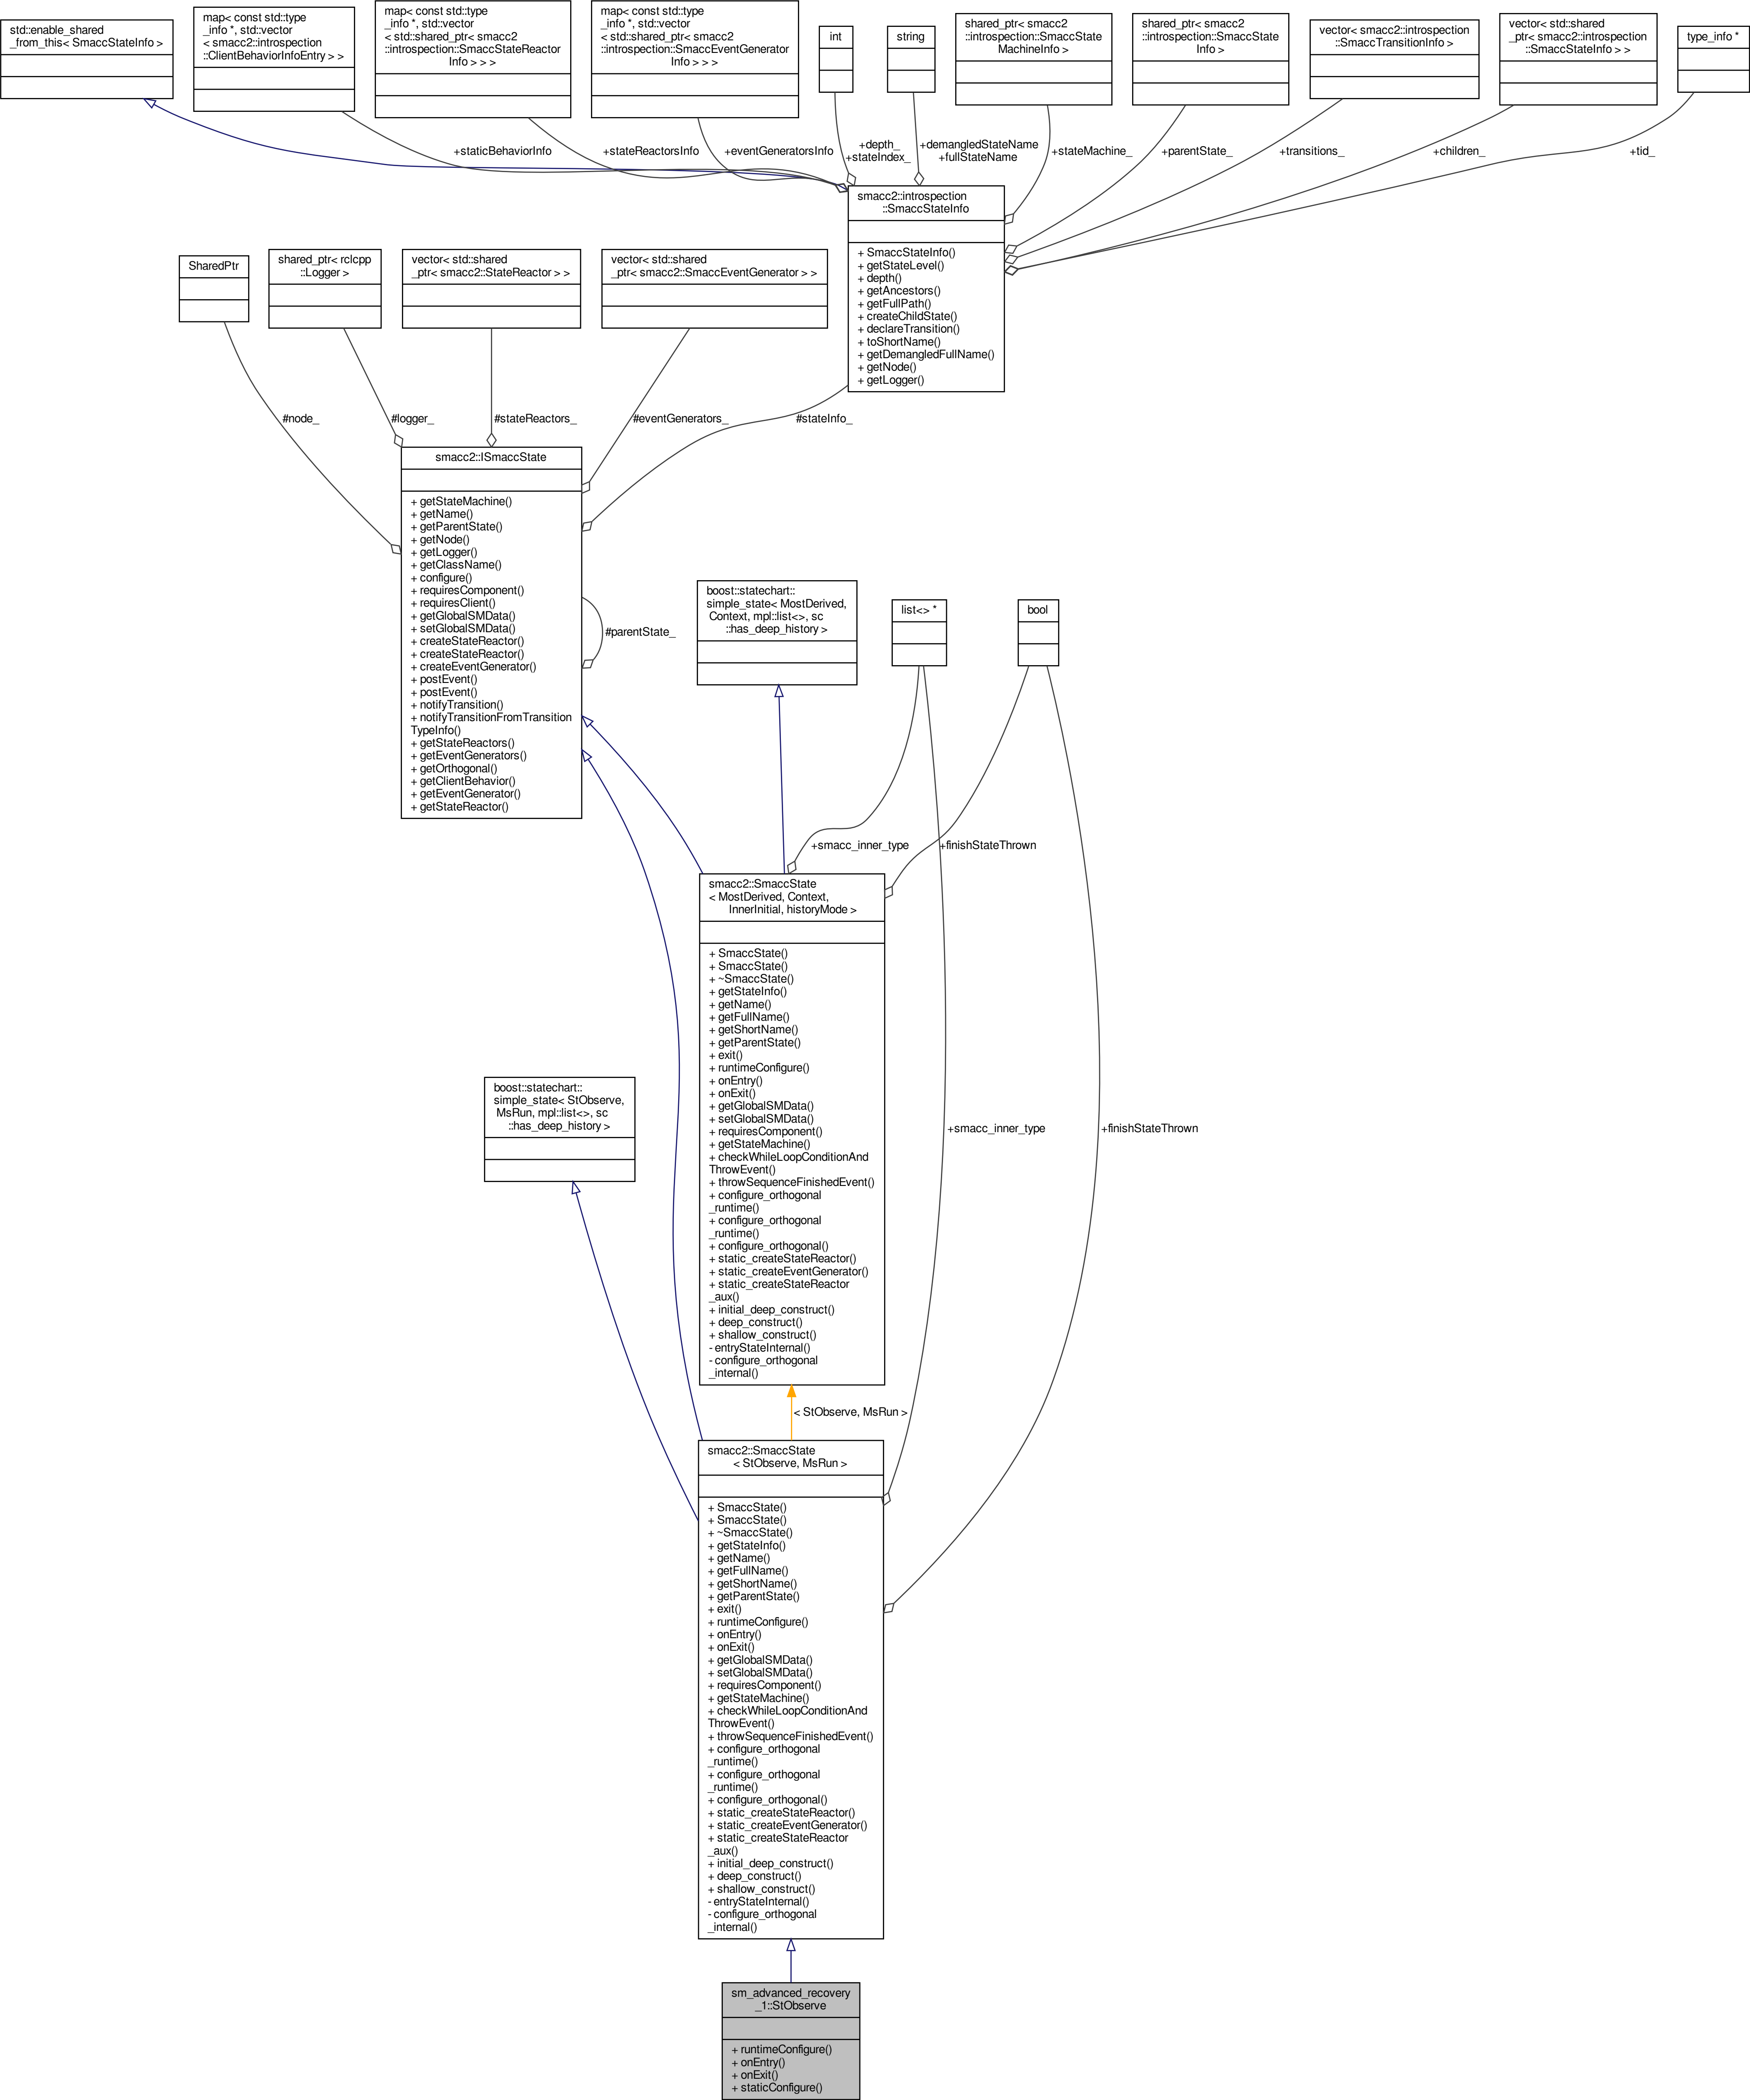 std::enable_shared
_from_this< SmaccStateInfo >
map< const std::type
_info *, std::vector
< smacc2::introspection
::ClientBehaviorInfoEntry > >
map< const std::type
_info *, std::vector
< std::shared_ptr< smacc2
::introspection::SmaccStateReactor
Info > > >
map< const std::type
_info *, std::vector
< std::shared_ptr< smacc2
::introspection::SmaccEventGenerator
Info > > >
int
string
shared_ptr< smacc2
::introspection::SmaccState
MachineInfo >
shared_ptr< smacc2
::introspection::SmaccState
Info >
vector< smacc2::introspection
::SmaccTransitionInfo >
vector< std::shared
_ptr< smacc2::introspection
::SmaccStateInfo > >
type_info *
+staticBehaviorInfo
+stateReactorsInfo
+eventGeneratorsInfo
+depth_
+stateIndex_
+demangledStateName
+fullStateName
+stateMachine_
+parentState_
+transitions_
+children_
+tid_
smacc2::introspection
::SmaccStateInfo
+ SmaccStateInfo()
+ getStateLevel()
+ depth()
+ getAncestors()
+ getFullPath()
+ createChildState()
+ declareTransition()
+ toShortName()
+ getDemangledFullName()
+ getNode()
+ getLogger()
SharedPtr
shared_ptr< rclcpp
::Logger >
vector< std::shared
_ptr< smacc2::StateReactor > >
vector< std::shared
_ptr< smacc2::SmaccEventGenerator > >
#node_
#logger_
#stateReactors_
#eventGenerators_
#stateInfo_
smacc2::ISmaccState
+ getStateMachine()
+ getName()
+ getParentState()
+ getNode()
+ getLogger()
+ getClassName()
+ configure()
+ requiresComponent()
+ requiresClient()
+ getGlobalSMData()
+ setGlobalSMData()
+ createStateReactor()
+ createStateReactor()
+ createEventGenerator()
+ postEvent()
+ postEvent()
+ notifyTransition()
+ notifyTransitionFromTransition
TypeInfo()
+ getStateReactors()
+ getEventGenerators()
+ getOrthogonal()
+ getClientBehavior()
+ getEventGenerator()
+ getStateReactor()
#parentState_
boost::statechart::
simple_state< MostDerived,
Context, mpl::list<>, sc
::has_deep_history >
list<> *
bool
+smacc_inner_type
+finishStateThrown
smacc2::SmaccState
< MostDerived, Context,
InnerInitial, historyMode >
+ SmaccState()
+ SmaccState()
+ ~SmaccState()
+ getStateInfo()
+ getName()
+ getFullName()
+ getShortName()
+ getParentState()
+ exit()
+ runtimeConfigure()
+ onEntry()
+ onExit()
+ getGlobalSMData()
+ setGlobalSMData()
+ requiresComponent()
+ getStateMachine()
+ checkWhileLoopConditionAnd
ThrowEvent()
+ throwSequenceFinishedEvent()
+ configure_orthogonal
_runtime()
+ configure_orthogonal
_runtime()
+ configure_orthogonal()
+ static_createStateReactor()
+ static_createEventGenerator()
+ static_createStateReactor
_aux()
+ initial_deep_construct()
+ deep_construct()
+ shallow_construct()
- entryStateInternal()
- configure_orthogonal
_internal()
boost::statechart::
simple_state< StObserve,
MsRun, mpl::list<>, sc
::has_deep_history >
+smacc_inner_type
+finishStateThrown
< StObserve, MsRun >
smacc2::SmaccState
< StObserve, MsRun >
+ SmaccState()
+ SmaccState()
+ ~SmaccState()
+ getStateInfo()
+ getName()
+ getFullName()
+ getShortName()
+ getParentState()
+ exit()
+ runtimeConfigure()
+ onEntry()
+ onExit()
+ getGlobalSMData()
+ setGlobalSMData()
+ requiresComponent()
+ getStateMachine()
+ checkWhileLoopConditionAnd
ThrowEvent()
+ throwSequenceFinishedEvent()
+ configure_orthogonal
_runtime()
+ configure_orthogonal
_runtime()
+ configure_orthogonal()
+ static_createStateReactor()
+ static_createEventGenerator()
+ static_createStateReactor
_aux()
+ initial_deep_construct()
+ deep_construct()
+ shallow_construct()
- entryStateInternal()
- configure_orthogonal
_internal()
sm_advanced_recovery
_1::StObserve
+ runtimeConfigure()
+ onEntry()
+ onExit()
+ staticConfigure()